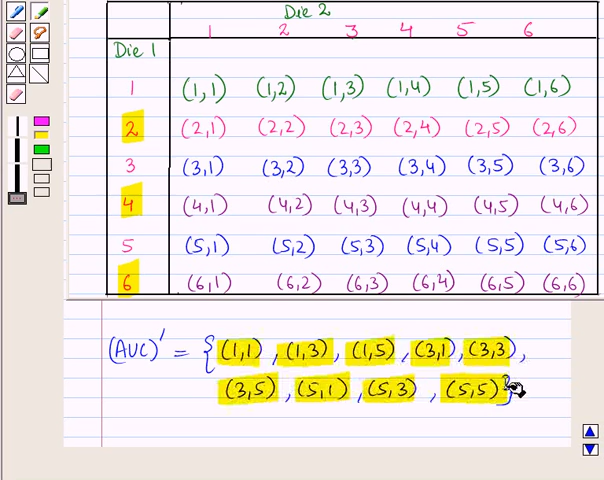 Die 2
1 2 3 4 5 6
Die 1
1 (1,1) (1,2) (1,3) (1,4) (1,5) (1,6)
2 (2,1) (2,2) (2,3) (2,4) (2,5) (2,6)
3 (3,1) (3,2) (3,3) (3,4) (3,5) (3,6)
4 (4,1) (4,2) (4,3) (4,4) (4,5) (4,6)
5 (5,1) (5,2) (5,3) (5,4) (5,5) (5,6)
6 (6,1) (6,2) (6,3) (6,4) (6,5) (6,6)
(AUC)' = {(1,1), (1,3), (1,5), (3,1), (3,3),
(3,5), (5,1), (5,3), (5,5)}